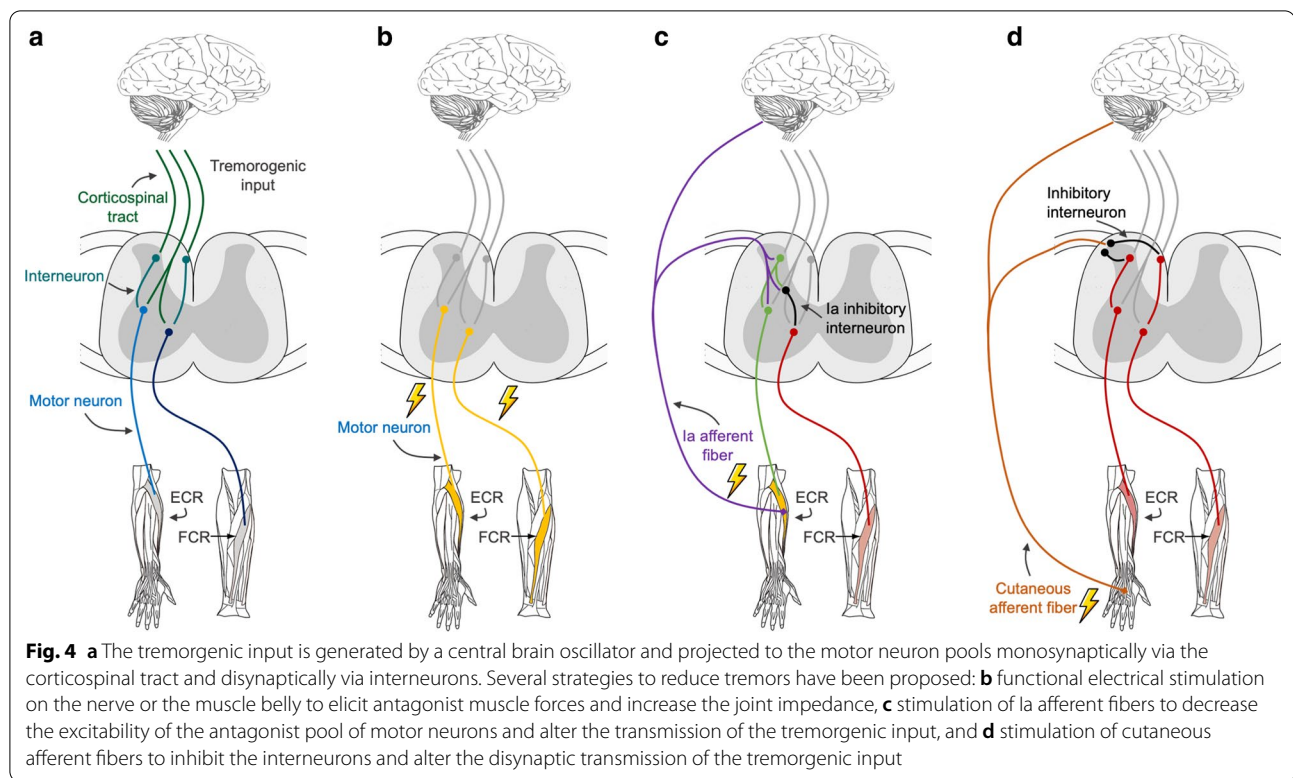 a
Tremorogenic
input
Corticospinal
tract
Interneuron
Motor neuron
ECR
FCR
b
Motor neuron
ECR
FCR
c
Ia inhibitory
interneuron
Ia afferent
fiber
ECR
FCR
d
Inhibitory
interneuron
ECR
FCR
Cutaneous
afferent fiber
Fig. 4 a The tremorgenic input is generated by a central brain oscillator and projected to the motor neuron pools monosynaptically via the
corticospinal tract and disynaptically via interneurons. Several strategies to reduce tremors have been proposed: b functional electrical stimulation
on the nerve or the muscle belly to elicit antagonist muscle forces and increase the joint impedance, c stimulation of Ia afferent fibers to decrease
the excitability of the antagonist pool of motor neurons and alter the transmission of the tremorgenic input, and d stimulation of cutaneous
afferent fibers to inhibit the interneurons and alter the disynaptic transmission of the tremorgenic input